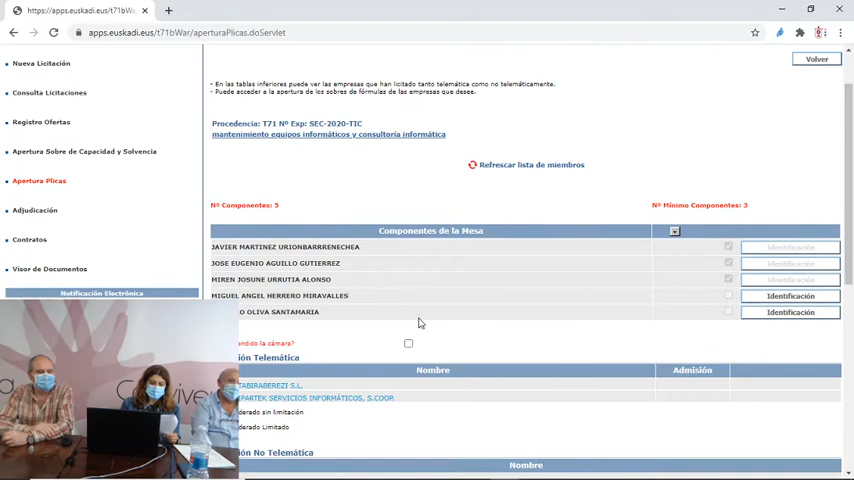 https://apps.euskadi.eus/t71bWar
apps.euskadi.eus/t71bWar/aperturaPlicas.doServlet
Nueva Licitación
Consulta Licitaciones
Registro Ofertas
Apertura Sobre de Capacidad y Solvencia
Apertura Plicas
Adjudicación
Contratos
Visor de Documentos
Notificación Electrónica
Volver
- En las tablas inferiores puede ver las empresas que han licitado tanto telemática como no telemáticamente.
- Puede acceder a la apertura de los sobres de fórmulas de las empresas que desee.
Procedencia: T71 Nº Exp: SEC-2020-TIC
mantenimiento equipos informáticos y consultoría informática
Refrescar lista de miembros
Nº Componentes: 5
Nº Mínimo Componentes: 3
Componentes de la Mesa
JAVIER MARTINEZ URIONBARRRENECHEA Identificación
JOSE EUGENIO AGUILLO GUTIERREZ Identificación
MIREN JOSUNE URRUTIA ALONSO Identificación
MIGUEL ANGEL HERRERO MIRAVALLES Identificación
O OLIVA SANTAMARIA Identificación
ndido la cámara?
ión Telemática
Nombre Admisión
TABIRABEREZI S.L.
PARTEK SERVICIOS INFORMÁTICOS, S.COOP.
derado sin limitación
derado Limitado
ión No Telemática
Nombre